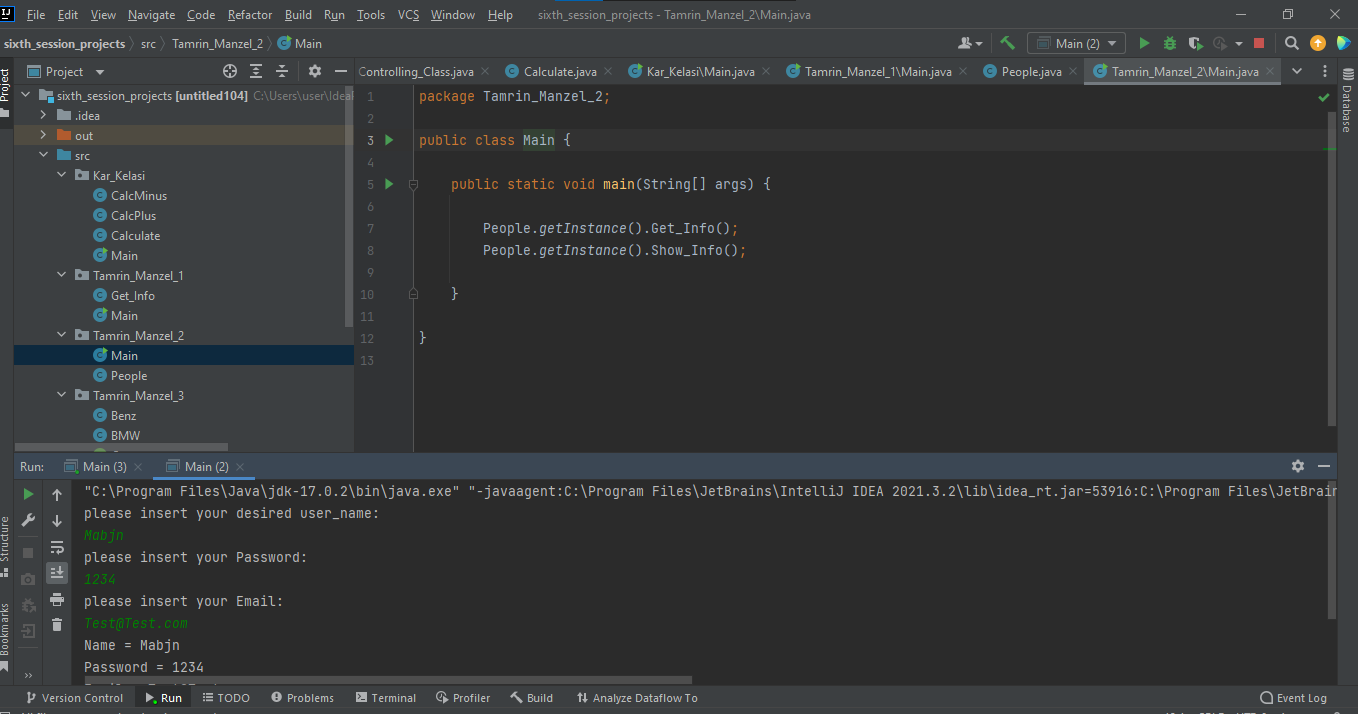 File Edit View Navigate Code Refactor Build Run Tools VCS Window Help sixth_session_projects - Tamrin_Manzel_2\Main.java
sixth_session_projects src Tamrin_Manzel_2 Main Main (2)
Project
Project
Controlling_Class.java Calculate.java Kar_Kelasi\Main.java Tamrin_Manzel_1\Main.java People.java Tamrin_Manzel_2\Main.java
Database
sixth_session_projects [untitled104] C:\Users\user\Ideal
.idea
out
src
Kar_Kelasi
CalcMinus
CalcPlus
Calculate
Main
Tamrin_Manzel_1
Get_Info
Main
Tamrin_Manzel_2
Main
People
Tamrin_Manzel_3
Benz
BMW
1 package Tamrin_Manzel_2;
2
3 public class Main {
4
5 public static void main(String[] args) {
6
7 People.getInstance().Get_Info();
8 People.getInstance().Show_Info();
9
10 }
11
12 }
13
Run: Main (3) Main (2)
"C:\Program Files\Java\jdk-17.0.2\bin\java.exe" "-javaagent:C:\Program Files\JetBrains\IntelliJ IDEA 2021.3.2\lib\idea_rt.jar=53916:C:\Program Files\JetBrain
please insert your desired user_name:
Mabjn
please insert your Password:
1234
please insert your Email:
Test@Test.com
Name = Mabjn
Password = 1234
Structure
Bookmarks
Version Control Run TODO Problems Terminal Profiler Build Analyze Dataflow To Event Log